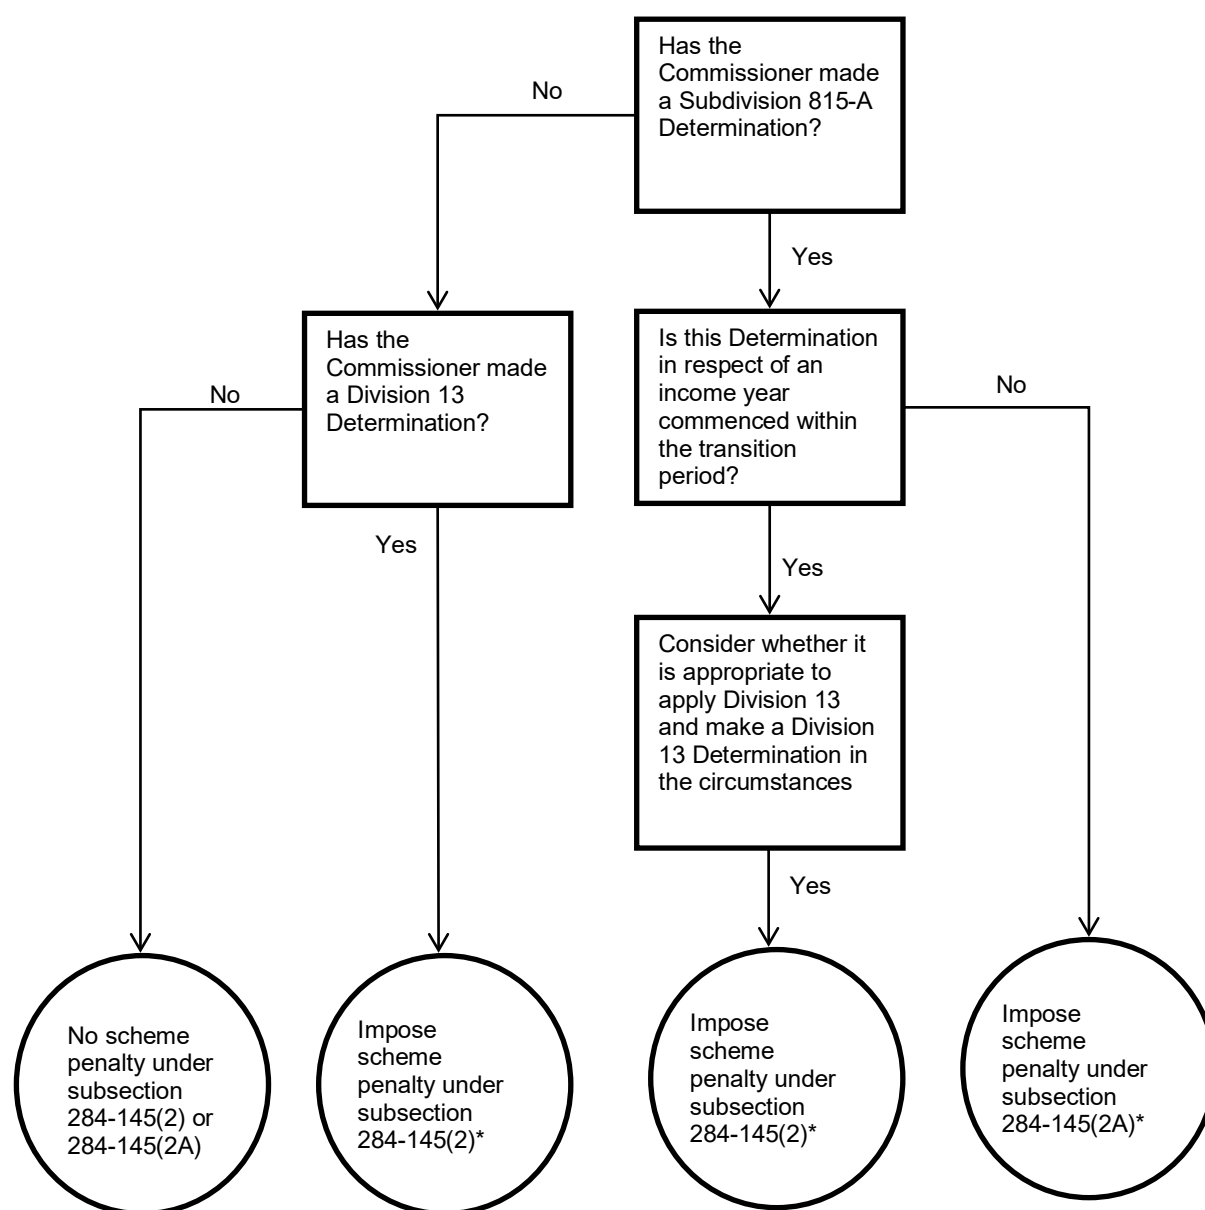 Has the
Commissioner made
a Subdivision 815-A
Determination?
No
Yes
Has the
Commissioner made
a Division 13
Determination?
Is this Determination
in respect of an
income year
commenced within
the transition
period?
No
No
Yes
Yes
Consider whether it
is appropriate to
apply Division 13
and make a Division
13 Determination in
the circumstances
Yes
No scheme
penalty under
subsection
284-145(2) or
284-145(2A)
Impose
scheme
penalty under
subsection
284-145(2)*
Impose
scheme
penalty under
subsection
284-145(2)*
Impose
scheme
penalty under
subsection
284-145(2A)*